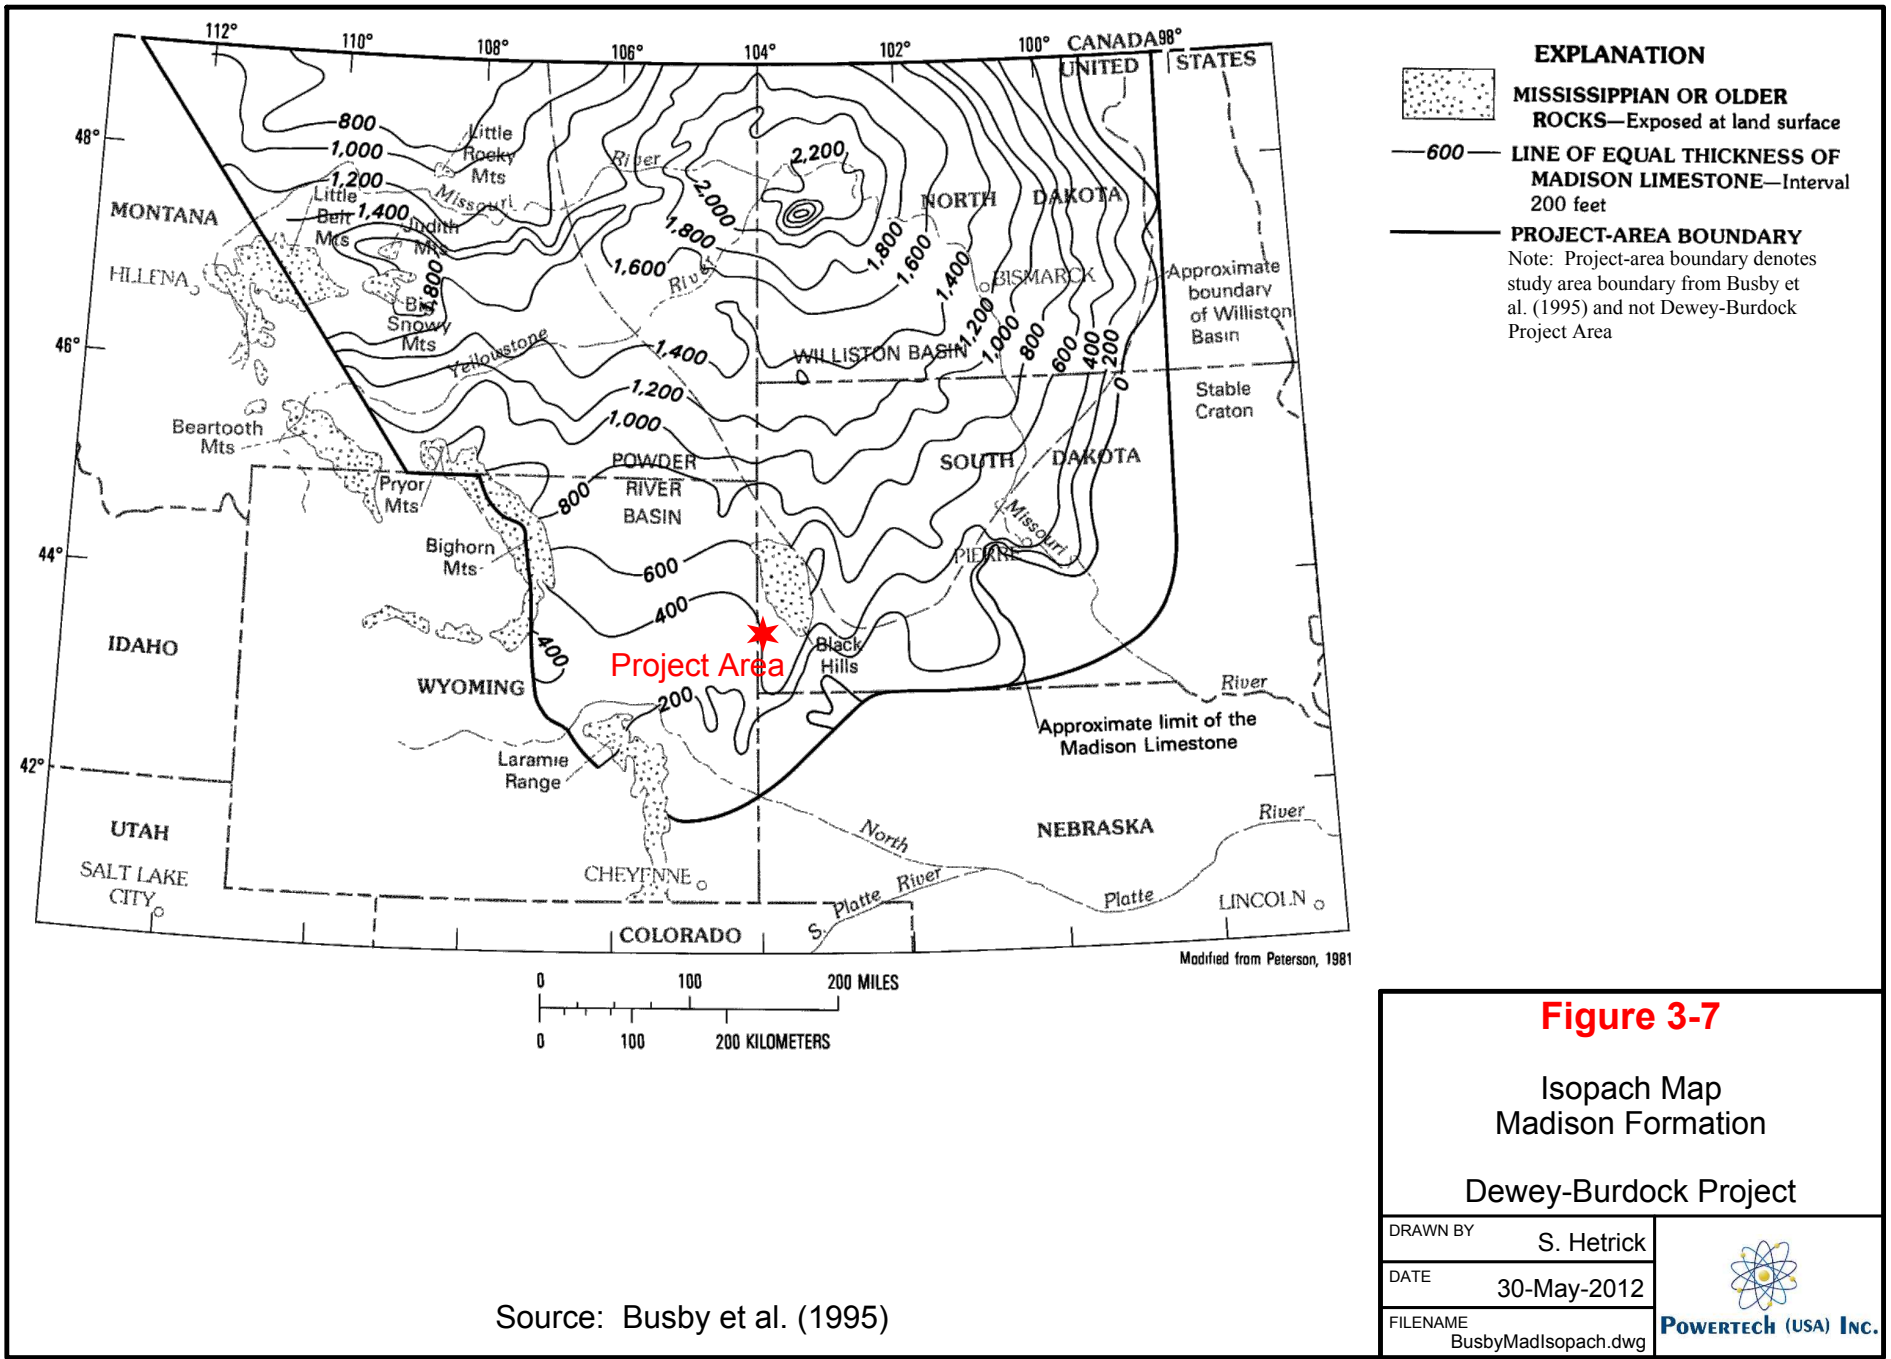 112°
110°
108°
106°
104°
102°
100°
CANADA
98°
UNITED
STATES
48°
46°
44°
42°
800
1,000
1,200
1,400
Little
Rocky
Mts
Little
Belt
Mts
Judith
Mts
Missouri
River
MONTANA
HELENA
Big
Snowy
Mts
Yellowstone
River
2,200
2,000
1,800
1,600
NORTH DAKOTA
1,800
1,600
1,400
1,200
1,000
800
600
400
200
0
BISMARCK
Approximate
boundary
of Williston
Basin
WILLISTON BASIN
Stable
Craton
1,400
1,200
1,000
Beartooth
Mts
Pryor
Mts
POWDER
RIVER
BASIN
800
SOUTH DAKOTA
Missouri
PIERRE
Bighorn
Mts
600
400
400
IDAHO
WYOMING
Project Area
Black
Hills
200
River
Approximate limit of the
Madison Limestone
Laramie
Range
UTAH
SALT LAKE
CITY
CHEYENNE
North
S. Platte River
Platte
River
NEBRASKA
LINCOLN
COLORADO
Modified from Peterson, 1981
0 100 200 MILES
0 100 200 KILOMETERS
EXPLANATION
MISSISSIPPIAN OR OLDER
ROCKS—Exposed at land surface
600 LINE OF EQUAL THICKNESS OF
MADISON LIMESTONE—Interval
200 feet
PROJECT-AREA BOUNDARY
Note: Project-area boundary denotes
study area boundary from Busby et
al. (1995) and not Dewey-Burdock
Project Area
Source: Busby et al. (1995)
Figure 3-7
Isopach Map
Madison Formation
Dewey-Burdock Project
DRAWN BY S. Hetrick
DATE 30-May-2012
FILENAME
BusbyMadIsopach.dwg
POWERTECH (USA) INC.